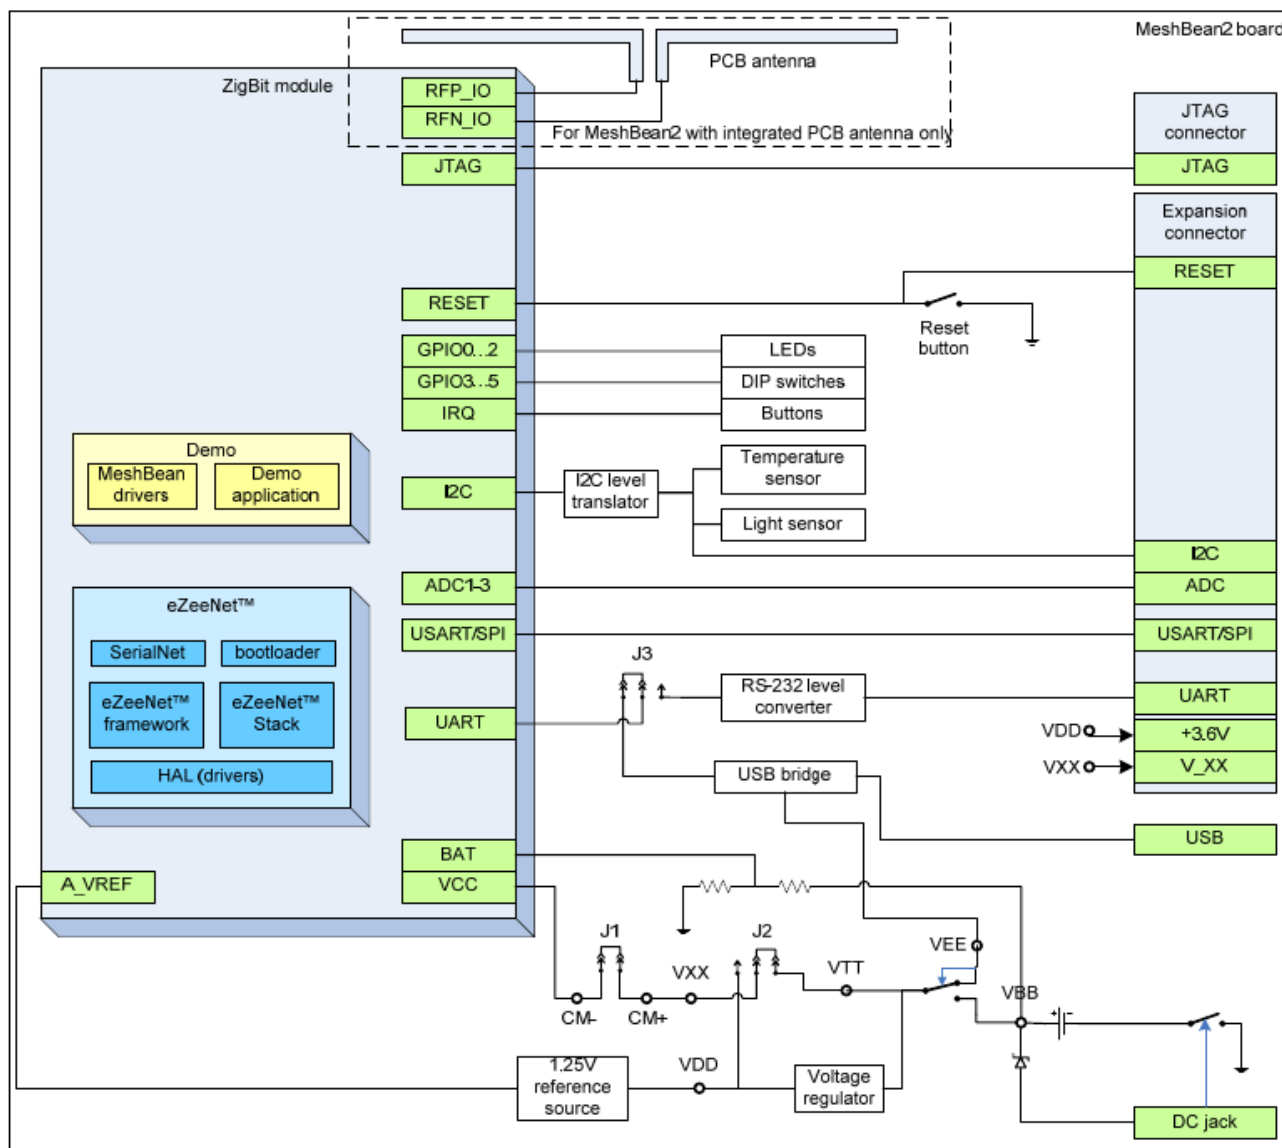 MeshBean2 board
PCB antenna
ZigBit module
RFP_IO
RFN_IO
For MeshBean2 with integrated PCB antenna only
JTAG
connector
JTAG
JTAG
Expansion
connector
RESET
RESET
Reset
button
GPIO0...2
LEDs
GPIO3...5
DIP switches
IRQ
Buttons
Demo
MeshBean
drivers
Demo
application
I2C
I2C level
translator
Temperature
sensor
Light sensor
I2C
ADC1-3
ADC
eZeeNet™
SerialNet
bootloader
eZeeNet™
framework
eZeeNet™
Stack
HAL (drivers)
USART/SPI
USART/SPI
J3
RS-232 level
converter
UART
UART
VDD
+3.6V
VXX
V_XX
USB bridge
USB
BAT
VCC
A_VREF
J1
J2
VEE
VXX
VTT
VBB
CM-
CM+
+
-
1.25V
reference
source
VDD
Voltage
regulator
DC jack